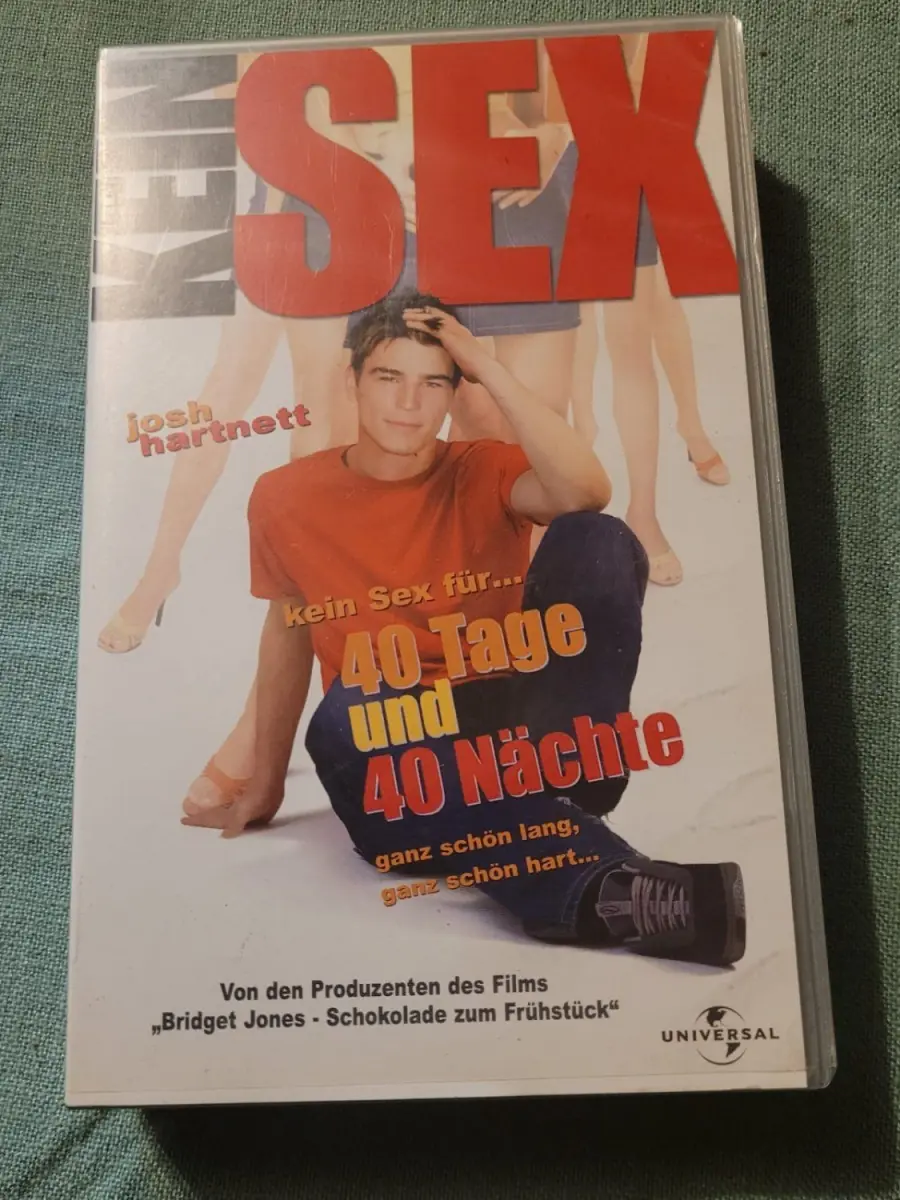 KEIN
SEX
josh
hartnett
kein Sex für...
40 Tage
und
40 Nächte
ganz schön lang,
ganz schön hart...
Von den Produzenten des Films
„Bridget Jones - Schokolade zum Frühstück“
UNIVERSAL